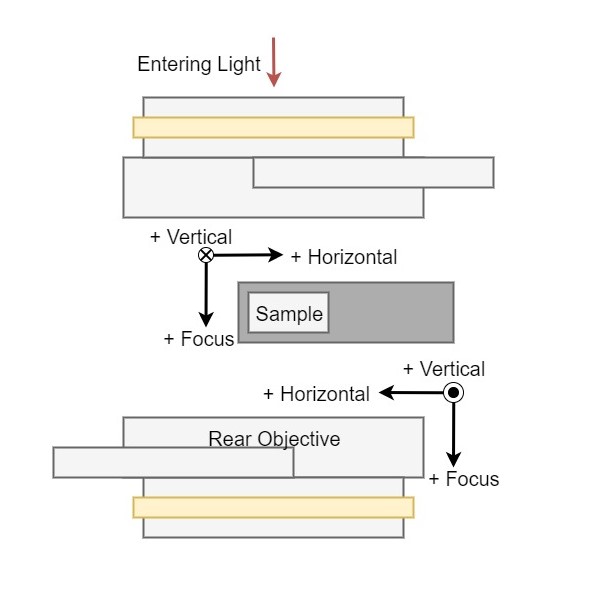 Entering Light
+ Vertical
+ Horizontal
Sample
+ Focus
+ Vertical
+ Horizontal
Rear Objective
+ Focus